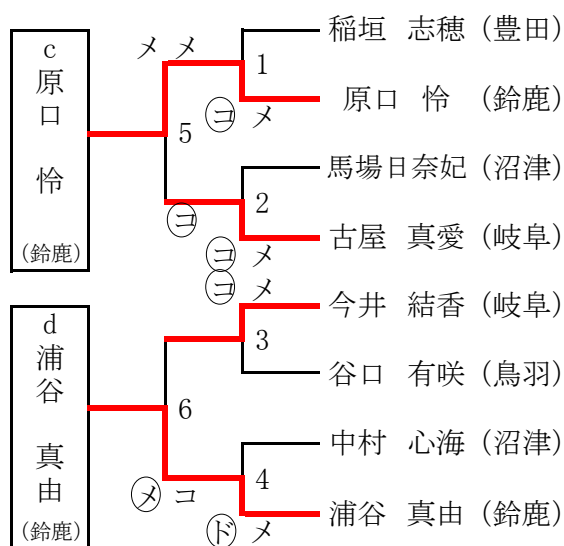 c
原口 怜
(鈴鹿)
メ メ
1
稲垣 志穂 (豊田)
コ メ
原口 怜 (鈴鹿)
5
馬場日奈妃 (沼津)
2
コ
コ メ
古屋 真愛 (岐阜)
コ メ
今井 結香 (岐阜)
d
浦谷 真由
(鈴鹿)
3
谷口 有咲 (鳥羽)
6
中村 心海 (沼津)
4
メ コ
ド メ
浦谷 真由 (鈴鹿)